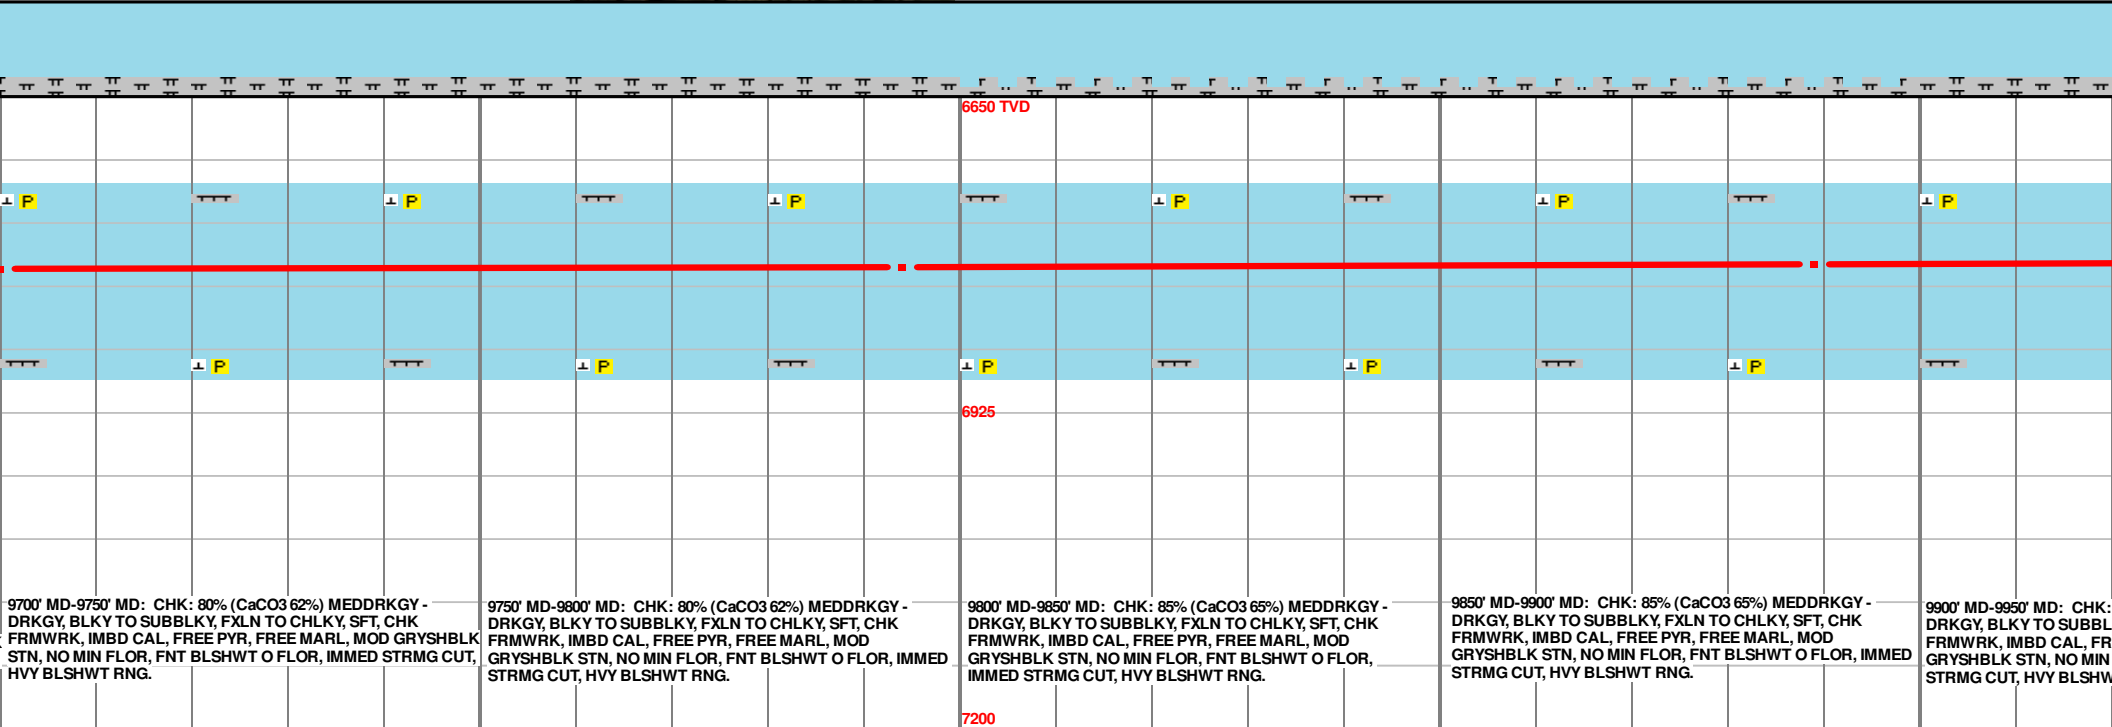 6650 TVD
P P P P P P
P P P P P
6925
9700' MD-9750' MD: CHK: 80% (CaCO3 62%) MEDDRKGY -
DRKGY, BLKY TO SUBBLKY, FXLN TO CHLKY, SFT, CHK
FRMWRK, IMBD CAL, FREE PYR, FREE MARL, MOD GRYSHBLK
STN, NO MIN FLOR, FNT BLSHWT O FLOR, IMMED STRMG CUT,
HVY BLSHWT RNG.
9750' MD-9800' MD: CHK: 80% (CaCO3 62%) MEDDRKGY -
DRKGY, BLKY TO SUBBLKY, FXLN TO CHLKY, SFT, CHK
FRMWRK, IMBD CAL, FREE PYR, FREE MARL, MOD
GRYSHBLK STN, NO MIN FLOR, FNT BLSHWT O FLOR, IMMED
STRMG CUT, HVY BLSHWT RNG.
9800' MD-9850' MD: CHK: 85% (CaCO3 65%) MEDDRKGY -
DRKGY, BLKY TO SUBBLKY, FXLN TO CHLKY, SFT, CHK
FRMWRK, IMBD CAL, FREE PYR, FREE MARL, MOD
GRYSHBLK STN, NO MIN FLOR, FNT BLSHWT O FLOR,
IMMED STRMG CUT, HVY BLSHWT RNG.
9850' MD-9900' MD: CHK: 85% (CaCO3 65%) MEDDRKGY -
DRKGY, BLKY TO SUBBLKY, FXLN TO CHLKY, SFT, CHK
FRMWRK, IMBD CAL, FREE PYR, FREE MARL, MOD
GRYSHBLK STN, NO MIN FLOR, FNT BLSHWT O FLOR, IMMED
STRMG CUT, HVY BLSHWT RNG.
9900' MD-9950' MD: CHK:
DRKGY, BLKY TO SUBBL
FRMWRK, IMBD CAL, FR
GRYSHBLK STN, NO MIN
STRMG CUT, HVY BLSHW
7200